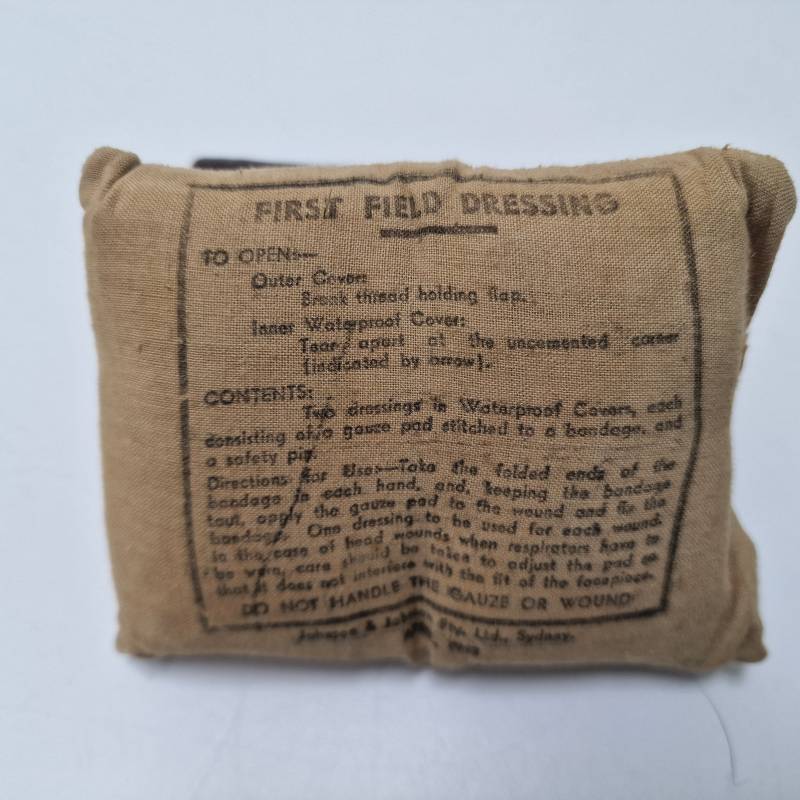 FIRST FIELD DRESSING
TO OPEN:—
Outer Cover:
Break thread holding flap.
Inner Waterproof Cover:
Tear apart at the uncemented corner
(indicated by arrow).
CONTENTS:
Two dressings in Waterproof Covers, each
consisting of a gauze pad stitched to a bandage, and
a safety pin.
Directions for Use:—Take the folded ends of the
bandage in each hand, and, keeping the bandage
taut, apply the gauze pad to the wound and fix the
bandage. One dressing to be used for each wound.
In the case of head wounds when respirators have to
be worn, care should be taken to adjust the pad so
that it does not interfere with the fit of the facepiece.
DO NOT HANDLE THE GAUZE OR WOUND
Johnson & Johnson Pty. Ltd., Sydney.